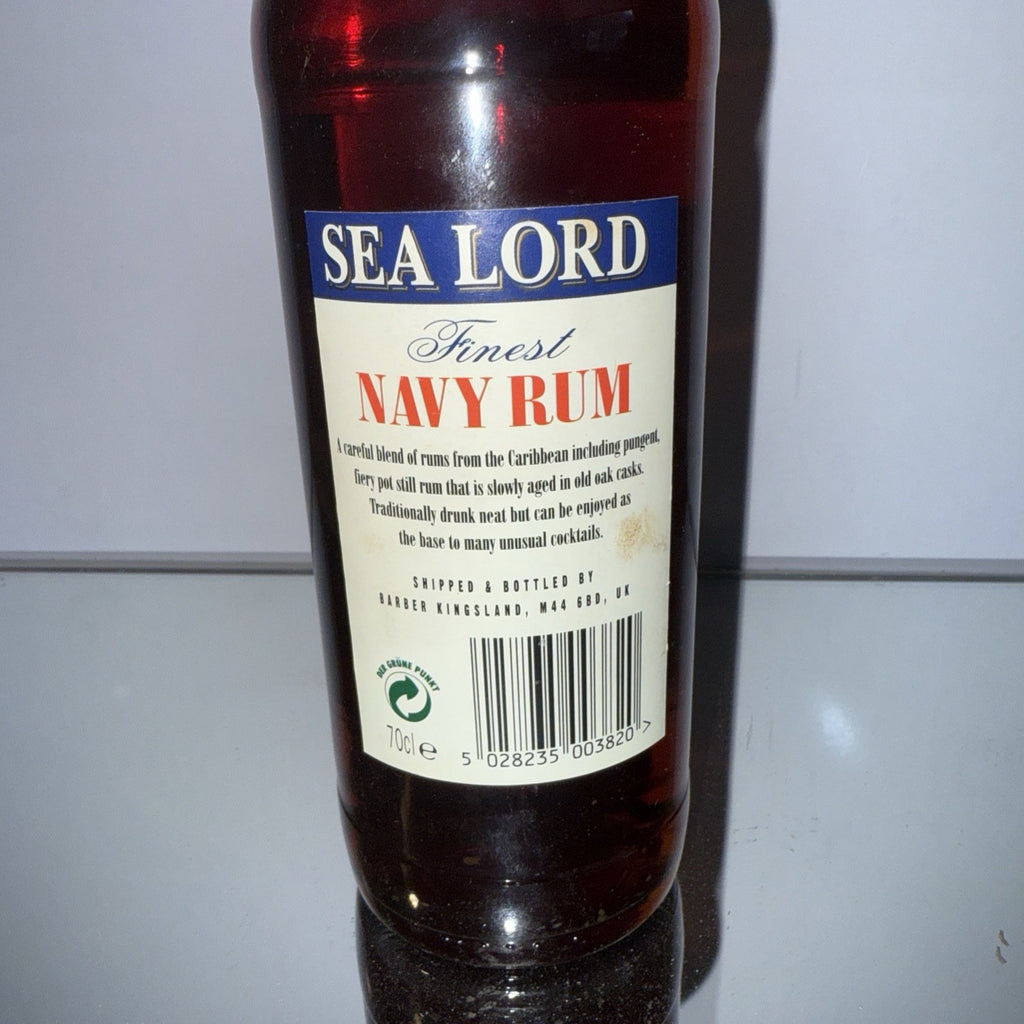 SEA LORD
Finest
NAVY RUM
A careful blend of rums from the Caribbean including pungent,
fiery pot still rum that is slowly aged in old oak casks.
Traditionally drunk neat but can be enjoyed as
the base to many unusual cocktails.
SHIPPED & BOTTLED BY
BARBER KINGSLAND, M44 6BD, UK
DER GRÜNE PUNKT
70cl e
5 028235 003820 >